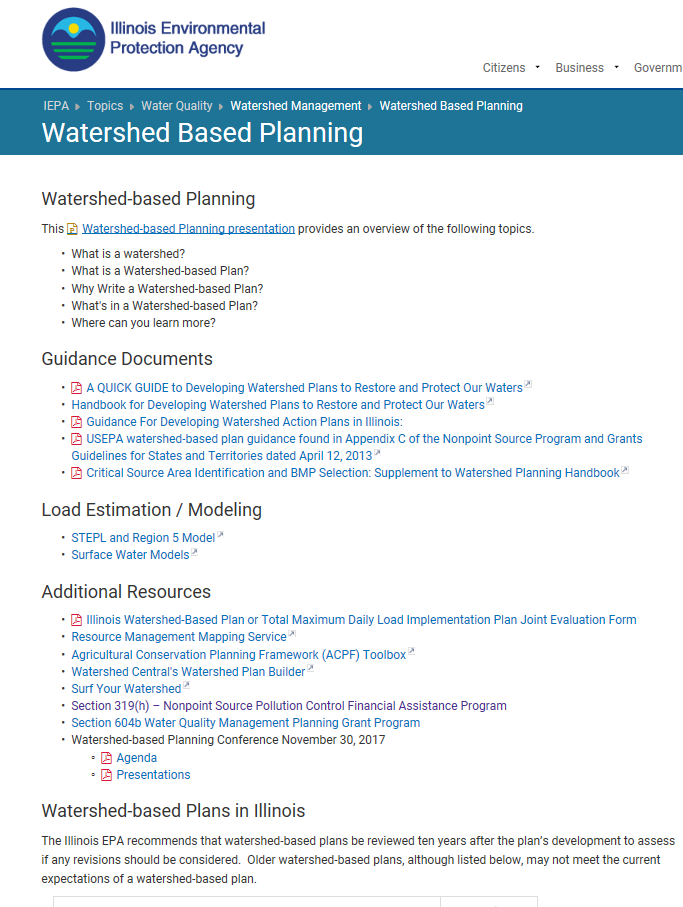 Illinois Environmental
Protection Agency
Citizens Business Governm
IEPA Topics Water Quality Watershed Management Watershed Based Planning
Watershed Based Planning
Watershed-based Planning
This Watershed-based Planning presentation provides an overview of the following topics.
• What is a watershed?
• What is a Watershed-based Plan?
• Why Write a Watershed-based Plan?
• What's in a Watershed-based Plan?
• Where can you learn more?
Guidance Documents
• A QUICK GUIDE to Developing Watershed Plans to Restore and Protect Our Waters
• Handbook for Developing Watershed Plans to Restore and Protect Our Waters
• Guidance For Developing Watershed Action Plans in Illinois:
• USEPA watershed-based plan guidance found in Appendix C of the Nonpoint Source Program and Grants
Guidelines for States and Territories dated April 12, 2013
• Critical Source Area Identification and BMP Selection: Supplement to Watershed Planning Handbook
Load Estimation / Modeling
• STEPL and Region 5 Model
• Surface Water Models
Additional Resources
• Illinois Watershed-Based Plan or Total Maximum Daily Load Implementation Plan Joint Evaluation Form
• Resource Management Mapping Service
• Agricultural Conservation Planning Framework (ACPF) Toolbox
• Watershed Central's Watershed Plan Builder
• Surf Your Watershed
• Section 319(h) – Nonpoint Source Pollution Control Financial Assistance Program
• Section 604b Water Quality Management Planning Grant Program
• Watershed-based Planning Conference November 30, 2017
Agenda
Presentations
Watershed-based Plans in Illinois
The Illinois EPA recommends that watershed-based plans be reviewed ten years after the plan's development to assess
if any revisions should be considered. Older watershed-based plans, although listed below, may not meet the current
expectations of a watershed-based plan.